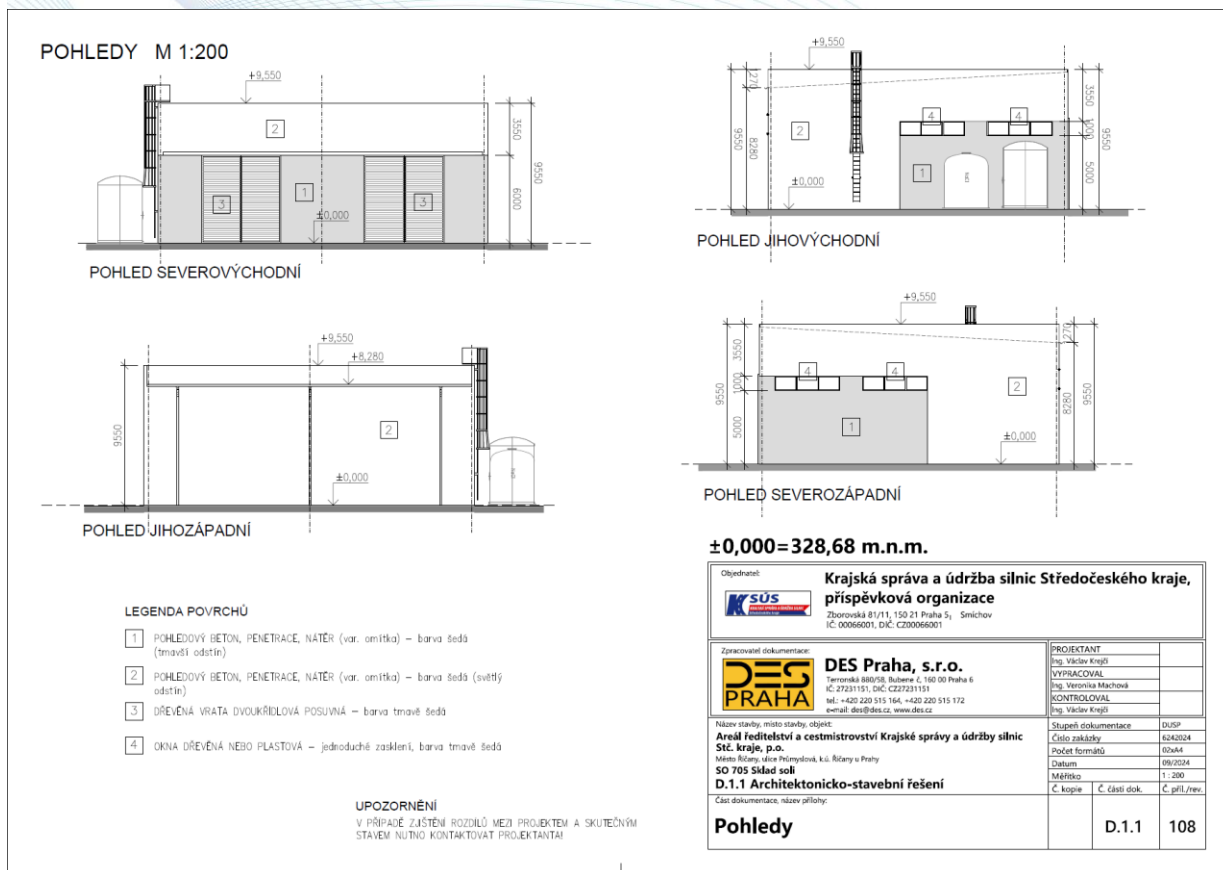 POHLEDY M 1:200
+9,550
2
3550
9550
6000
3
1
3
±0,000
POHLED SEVEROVÝCHODNÍ
+9,550
1270
3550
4
4
1000
2
9550
8280
9550
1
5000
±0,000
POHLED JIHOVÝCHODNÍ
+9,550
+8,280
9550
2
±0,000
POHLED JIHOZÁPADNÍ
+9,550
1270
3550
4
4
1000
9550
2
8280
9550
1
5000
±0,000
POHLED SEVEROZÁPADNÍ
LEGENDA POVRCHŮ
1 POHLEDOVÝ BETON, PENETRACE, NÁTĚR (var. omítka) – barva šedá
(tmavší odstín)
2 POHLEDOVÝ BETON, PENETRACE, NÁTĚR (var. omítka) – barva šedá (světlý
odstín)
3 DŘEVĚNÁ VRATA DVOUKŘÍDLOVÁ POSUVNÁ – barva tmavě šedá
4 OKNA DŘEVĚNÁ NEBO PLASTOVÁ – jednoduché zasklení, barva tmavě šedá
UPOZORNĚNÍ
V PŘÍPADĚ ZJIŠTĚNÍ ROZDÍLŮ MEZI PROJEKTEM A SKUTEČNÝM
STAVEM NUTNO KONTAKTOVAT PROJEKTANTA!
±0,000=328,68 m.n.m.
Objednatel:
KSÚS
Krajská správa a údržba silnic Středočeského kraje,
příspěvková organizace
Zborovská 81/11, 150 21 Praha 5, Smíchov
IČ: 00066001, DIČ: CZ00066001
Zpracovatel dokumentace:
DES
PRAHA
DES Praha, s.r.o.
Terronská 880/58, Bubeneč, 160 00 Praha 6
IČ: 27231151, DIČ: CZ27231151
tel.: +420 220 515 164, +420 220 515 172
e-mail: des@des.cz, www.des.cz
PROJEKTANT
Ing. Václav Krejčí
VYPRACOVAL
Ing. Veronika Machová
KONTROLOVAL
Ing. Václav Krejčí
Název stavby, místo stavby, objekt:
Areál ředitelství a cestmistrovství Krajské správy a údržby silnic
Stč. kraje, p.o.
Město Říčany, ulice Průmyslová, k.ú. Říčany u Prahy
SO 705 Sklad soli
D.1.1 Architektonicko-stavební řešení
Stupeň dokumentace DUSP
Číslo zakázky 6242024
Počet formátů 02xA4
Datum 09/2024
Měřítko 1 : 200
Č. kopie Č. části dok. Č. příl./rev.
Část dokumentace, název přílohy:
Pohledy
D.1.1
108